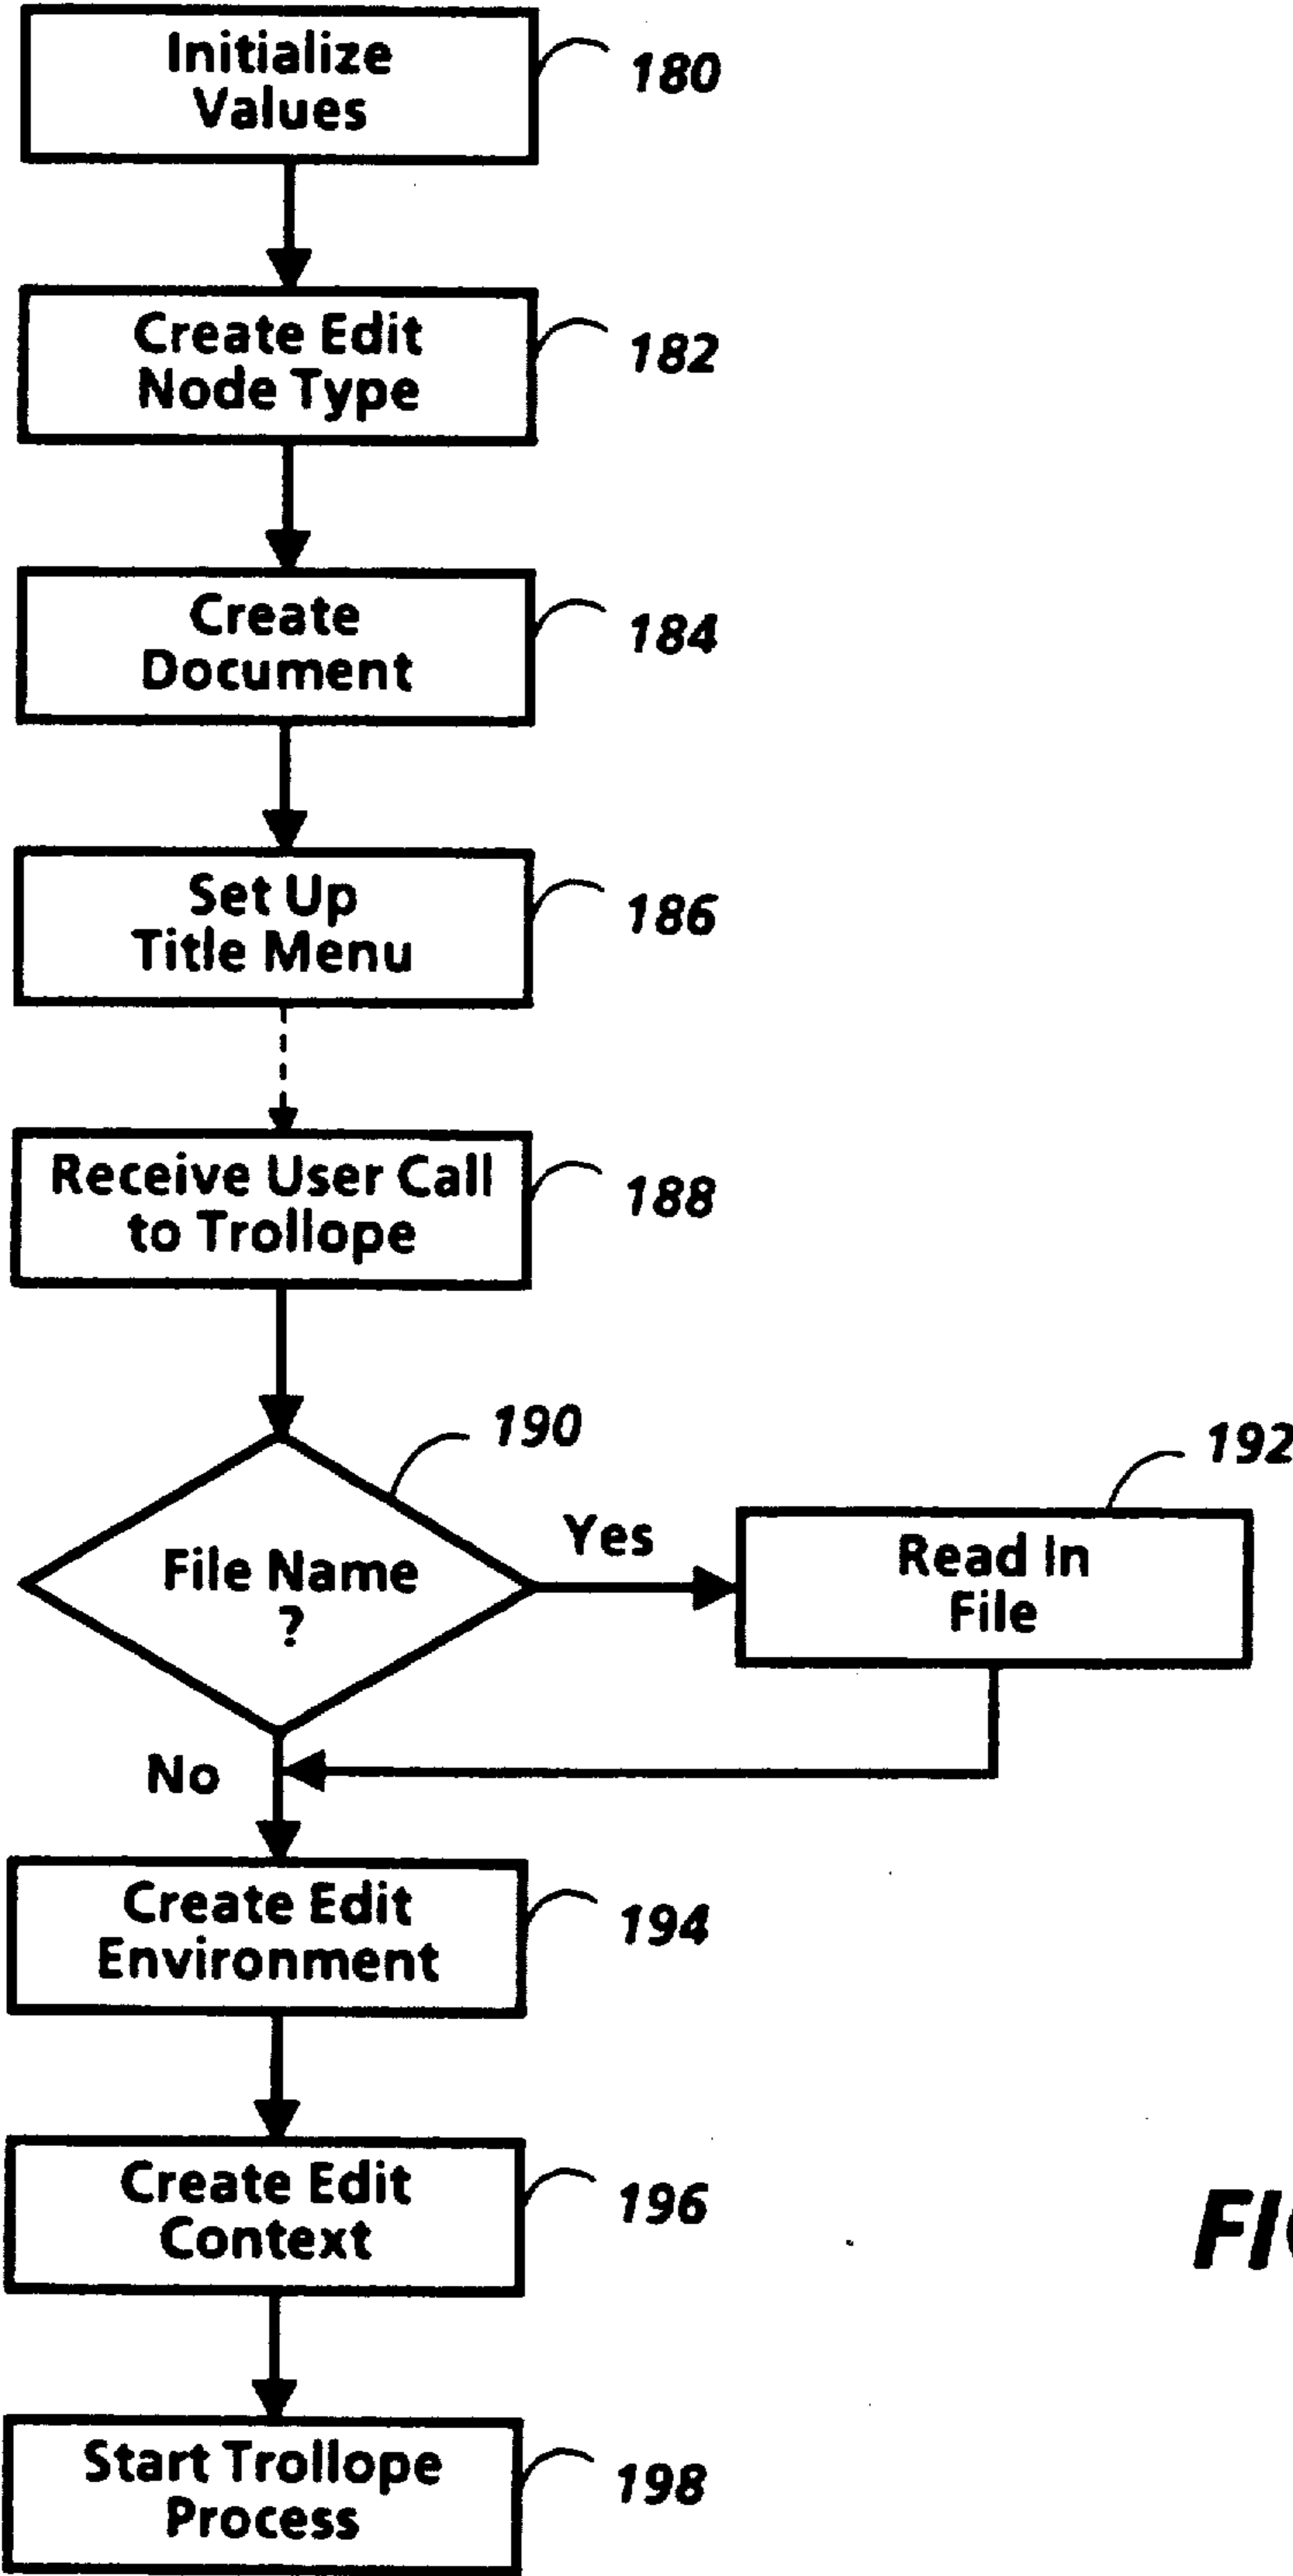 Initialize
Values
180
Create Edit
Node Type
182
Create
Document
184
Set Up
Title Menu
186
Receive User Call
to Trollope
188
190
File Name
?
Yes
192
Read In
File
No
Create Edit
Environment
194
Create Edit
Context
196
Start Trollope
Process
198